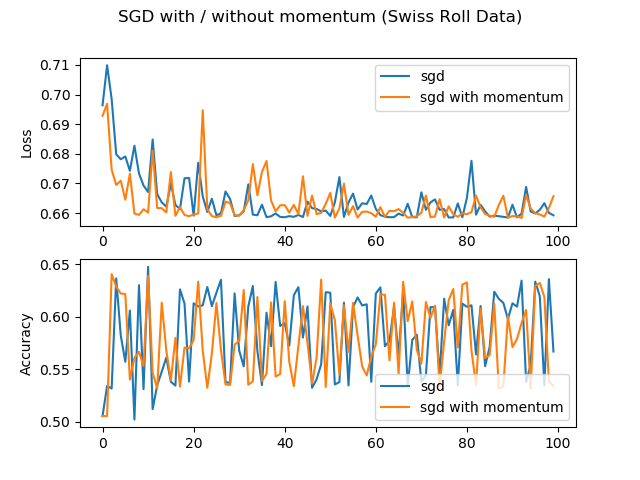 SGD with / without momentum (Swiss Roll Data)
0.71
0.70
0.69
0.68
0.67
0.66
Loss
sgd
sgd with momentum
0 20 40 60 80 100
0.65
0.60
0.55
0.50
Accuracy
sgd
sgd with momentum
0 20 40 60 80 100